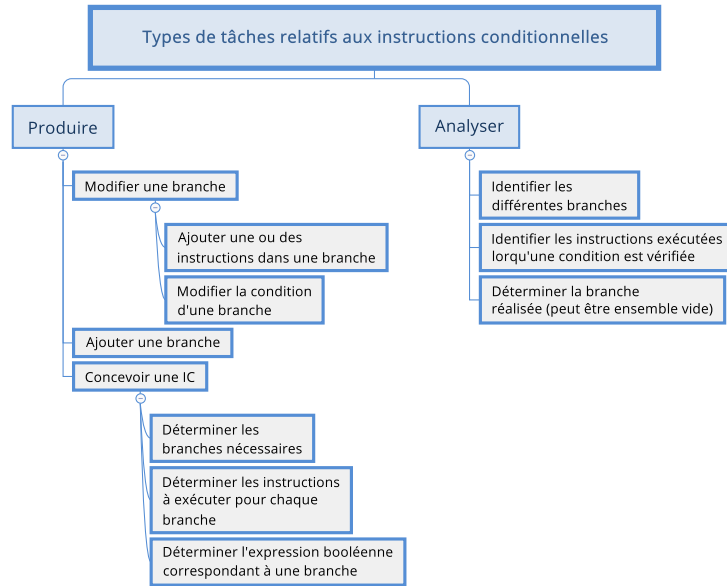 Types de tâches relatifs aux instructions conditionnelles
Produire
Modifier une branche
Ajouter une ou des
instructions dans une branche
Modifier la condition
d'une branche
Ajouter une branche
Concevoir une IC
Déterminer les
branches nécessaires
Déterminer les instructions
à exécuter pour chaque
branche
Déterminer l'expression booléenne
correspondant à une branche
Analyser
Identifier les
différentes branches
Identifier les instructions exécutées
lorqu'une condition est vérifiée
Déterminer la branche
réalisée (peut être ensemble vide)